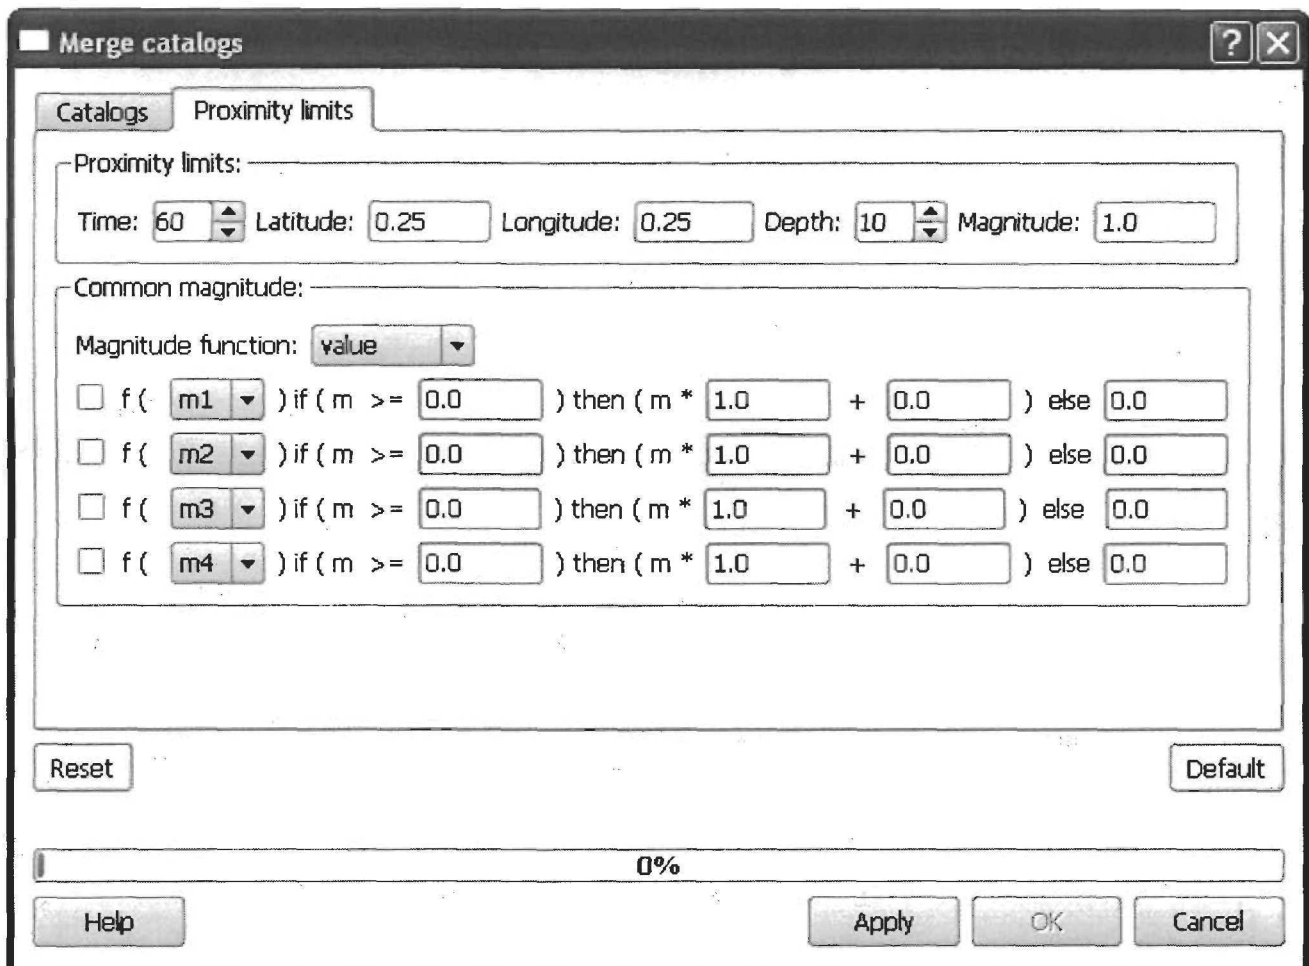 Merge catalogs ? X
Catalogs Proximity limits
Proximity limits:
Time: 60 Latitude: 0.25 Longitude: 0.25 Depth: 10 Magnitude: 1.0
Common magnitude:
Magnitude function: value
f ( m1 ) if ( m >= 0.0 ) then ( m * 1.0 + 0.0 ) else 0.0
f ( m2 ) if ( m >= 0.0 ) then ( m * 1.0 + 0.0 ) else 0.0
f ( m3 ) if ( m >= 0.0 ) then ( m * 1.0 + 0.0 ) else 0.0
f ( m4 ) if ( m >= 0.0 ) then ( m * 1.0 + 0.0 ) else 0.0
Reset Default
0%
Help Apply OK Cancel